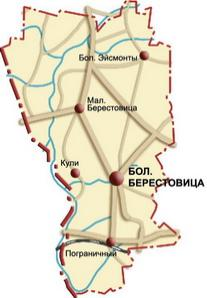 Бол. Эйсмонты
Мал.
Берестовица
Кули
БОЛ.
БЕРЕСТОВИЦА
Пограничный